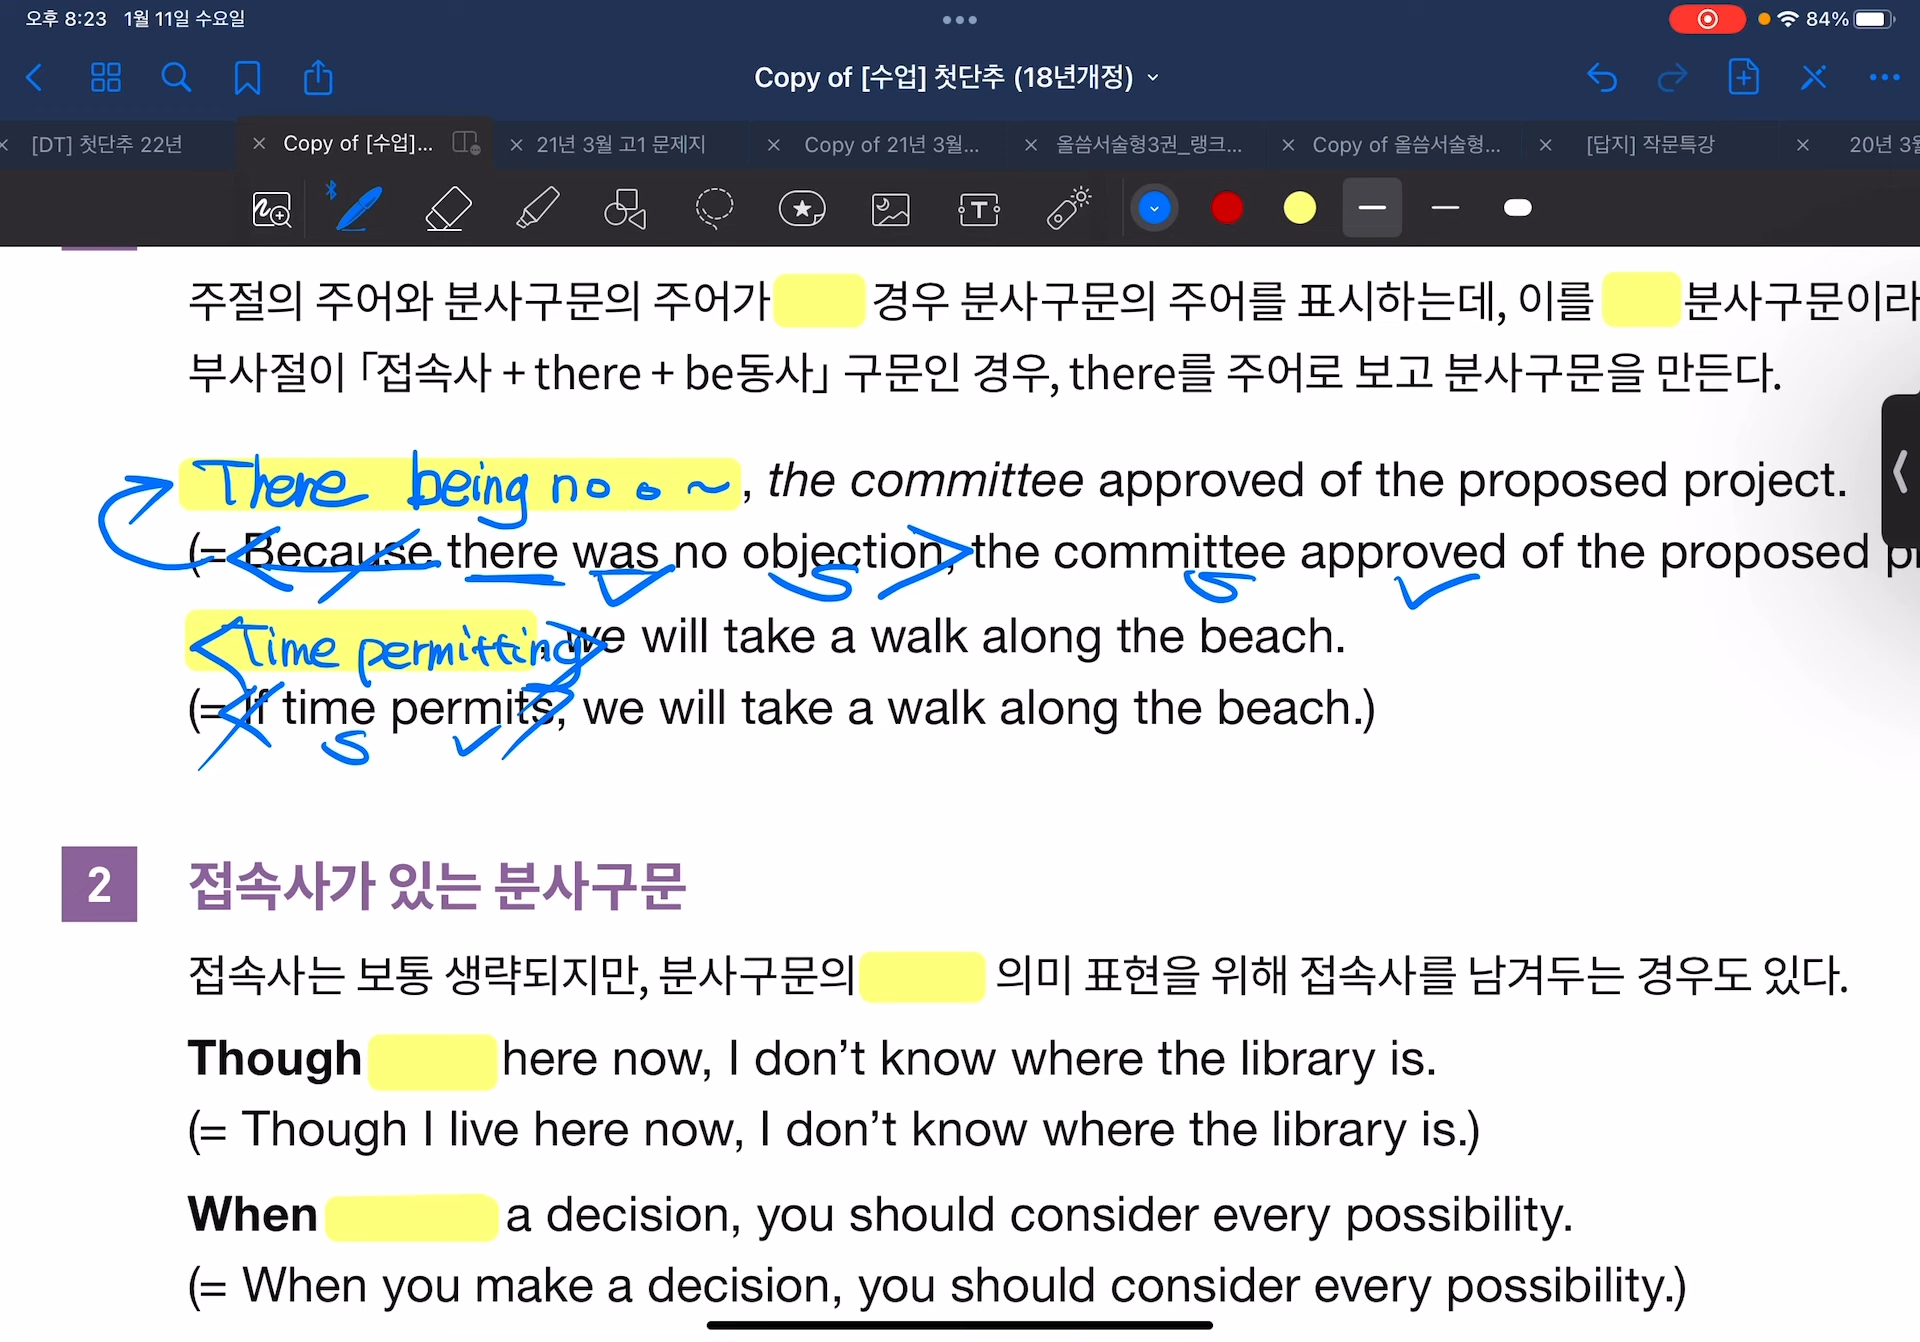 오후 8:23 1월 11일 수요일
84%
Copy of [수업] 첫단추 (18년개정)
[DT] 첫단추 22년
Copy of [수업]...
21년 3월 고1 문제지
Copy of 21년 3월...
올씀서술형3권_랭크...
Copy of 올씀서술형...
[답지] 작문특강
20년 3월
주절의 주어와 분사구문의 주어가 경우 분사구문의 주어를 표시하는데, 이를 분사구문이라
부사절이 「접속사 + there + be동사」 구문인 경우, there를 주어로 보고 분사구문을 만든다.
There being no o ~, the committee approved of the proposed project.
(= Because there was no objection, the committee approved of the proposed
S S
Time permitting, we will take a walk along the beach.
(= If time permits, we will take a walk along the beach.)
S
2 접속사가 있는 분사구문
접속사는 보통 생략되지만, 분사구문의 의미 표현을 위해 접속사를 남겨두는 경우도 있다.
Though here now, I don't know where the library is.
(= Though I live here now, I don't know where the library is.)
When a decision, you should consider every possibility.
(= When you make a decision, you should consider every possibility.)